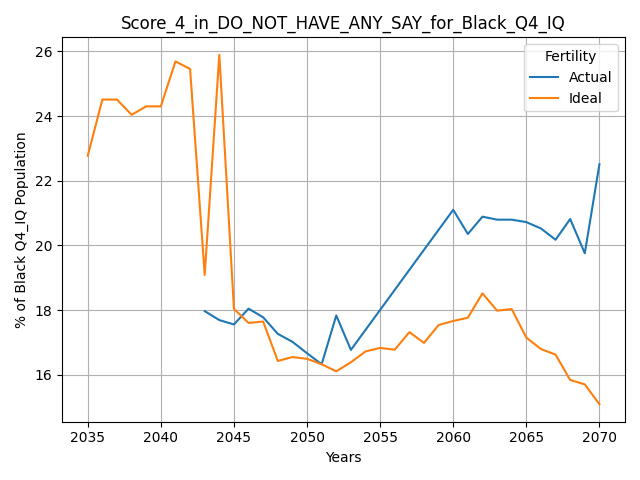 Score_4_in_DO_NOT_HAVE_ANY_SAY_for_Black_Q4_IQ
Fertility
Actual
Ideal
% of Black Q4_IQ Population
26
24
22
20
18
16
2035 2040 2045 2050 2055 2060 2065 2070
Years